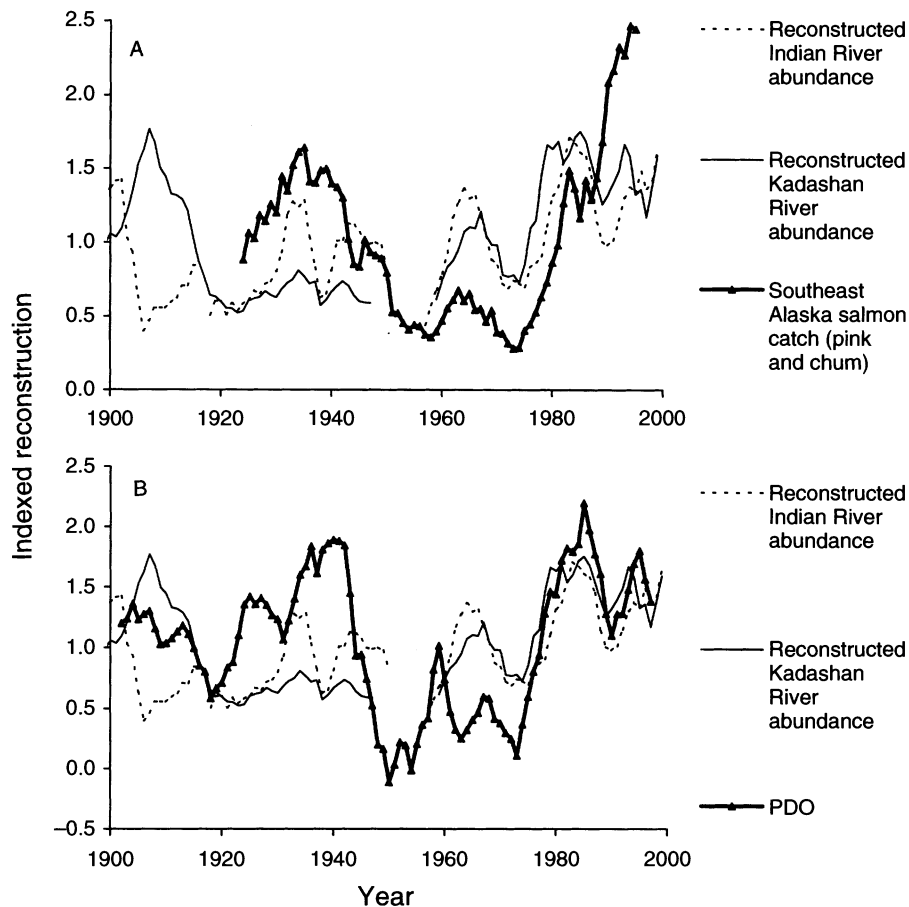 A
2.5
2.0
1.5
1.0
0.5
0.0
1900 1920 1940 1960 1980 2000
Reconstructed
Indian River
abundance
Reconstructed
Kadashan
River
abundance
Southeast
Alaska salmon
catch (pink
and chum)
Indexed reconstruction
B
2.5
2.0
1.5
1.0
0.5
0.0
–0.5
1900 1920 1940 1960 1980 2000
Year
Reconstructed
Indian River
abundance
Reconstructed
Kadashan
River
abundance
PDO